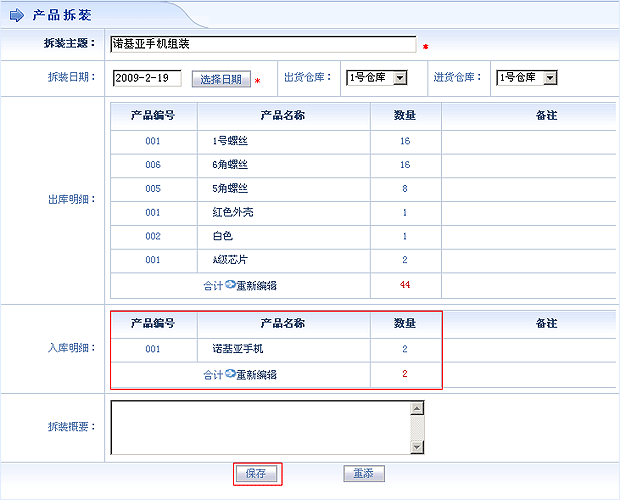 产品拆装
拆装主题： 诺基亚手机组装 *
拆装日期： 2009-2-19 选择日期 * 出货仓库： 1号仓库 进货仓库： 1号仓库
出库明细：
产品编号 产品名称 数量 备注
001 1号螺丝 16
006 6角螺丝 16
005 5角螺丝 8
001 红色外壳 1
002 白色 1
001 A级芯片 2
合计 重新编辑 44
入库明细：
产品编号 产品名称 数量 备注
001 诺基亚手机 2
合计 重新编辑 2
拆装概要：
保存 重添